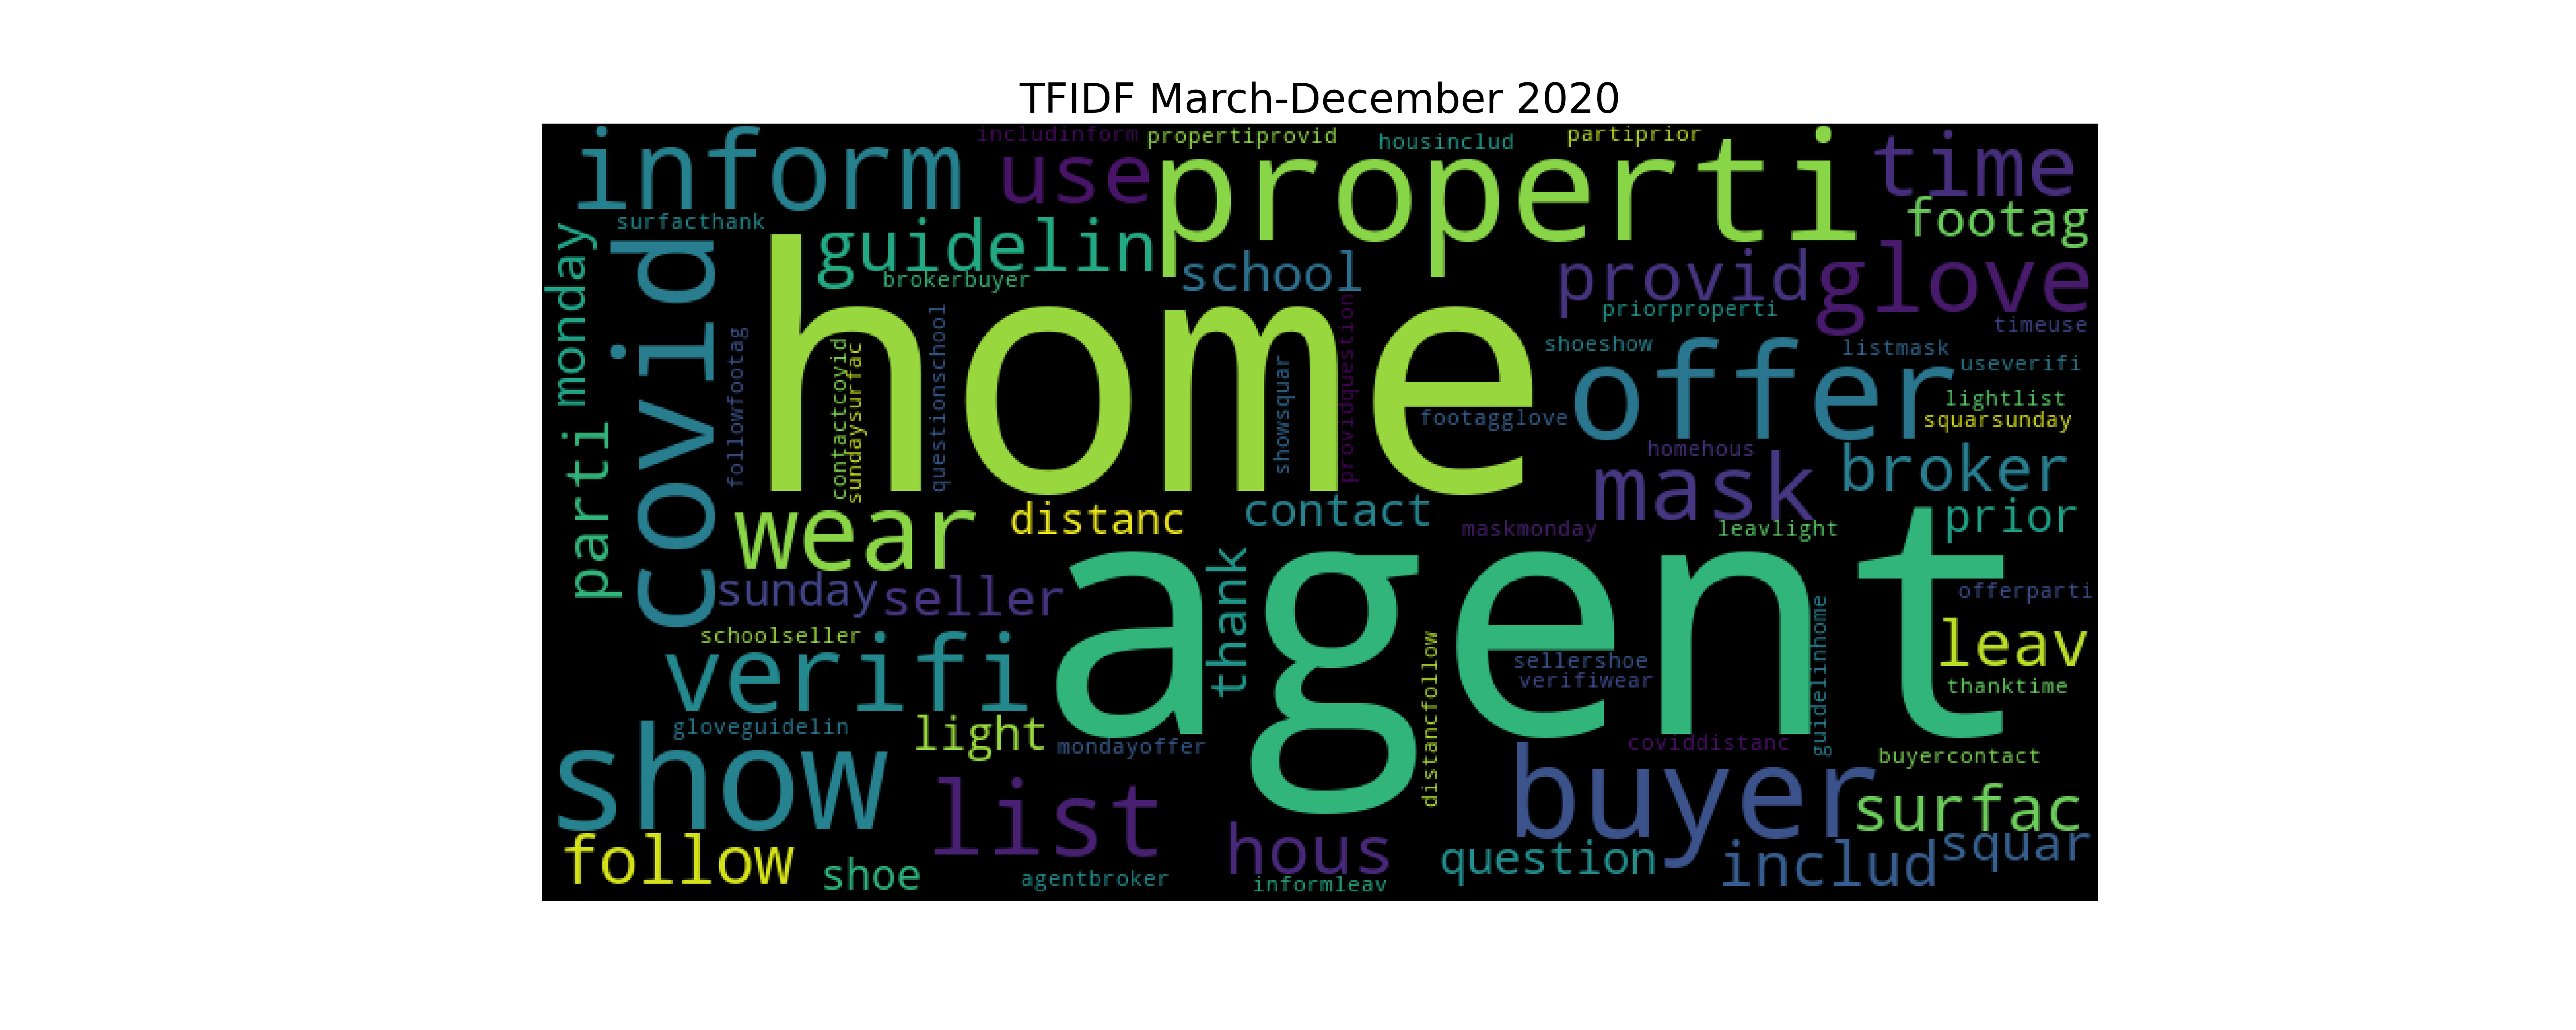 TFIDF March-December 2020
includinform
propertiprovid
housinclud
partiprior
inform
use
properti
time
footag
surfacthank
monday
covid
guidelin
brokerbuyer
school
provid
glove
priorproperti
timeuse
home
followfootag
contactcovid
sundaysurfac
questionschool
showsquar
providquestion
shoeshow
offer
listmask
useverifi
lightlist
squarsunday
footagglove
homehous
mask
broker
parti
wear
distanc
contact
maskmonday
leavlight
prior
sunday
seller
agent
thank
offerparti
schoolseller
verifi
distancfollow
sellershoe
verifiwear
guidelinhome
leav
thanktime
gloveguidelin
light
mondayoffer
coviddistanc
buyercontact
show
list
buyer
surfac
follow
shoe
agentbroker
hous
informleav
question
includ
squar